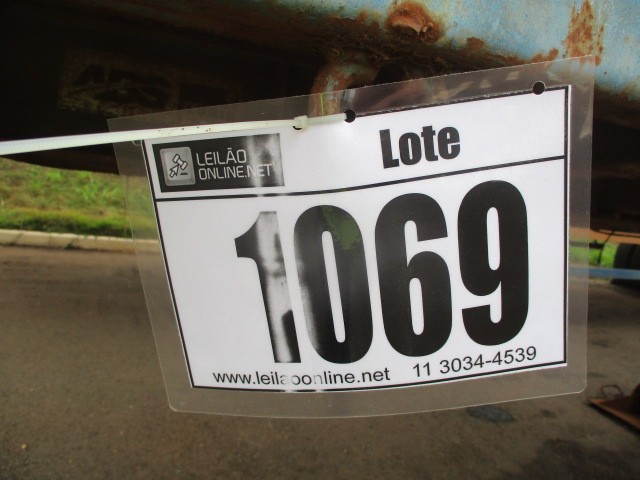 LEILÃO
ONLINE.NET
Lote
1069
www.leilaoonline.net 11 3034-4539